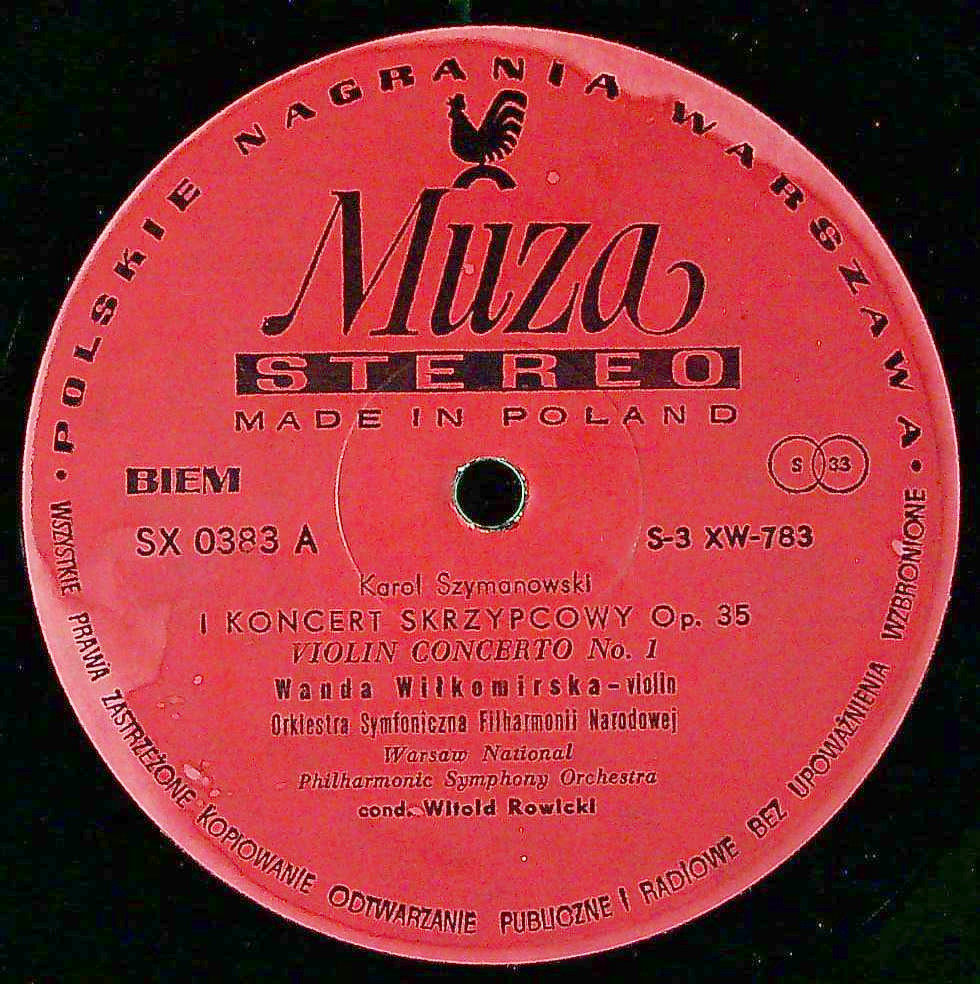 • POLSKIE NAGRANIA WARSZAWA •
Muza
STEREO
MADE IN POLAND
BIEM
S 33
SX 0383 A
S-3 XW-783
Karol Szymanowski
I KONCERT SKRZYPCOWY Op. 35
VIOLIN CONCERTO No. 1
Wanda Wiłkomirska – violin
Orkiestra Symfoniczna Filharmonii Narodowej
Warsaw National
Philharmonic Symphony Orchestra
cond. Witold Rowicki
WSZYSTKIE PRAWA ZASTRZEŻONE KOPIOWANIE ODTWARZANIE PUBLICZNE I RADIOWE BEZ UPOWAŻNIENIA WZBRONIONE